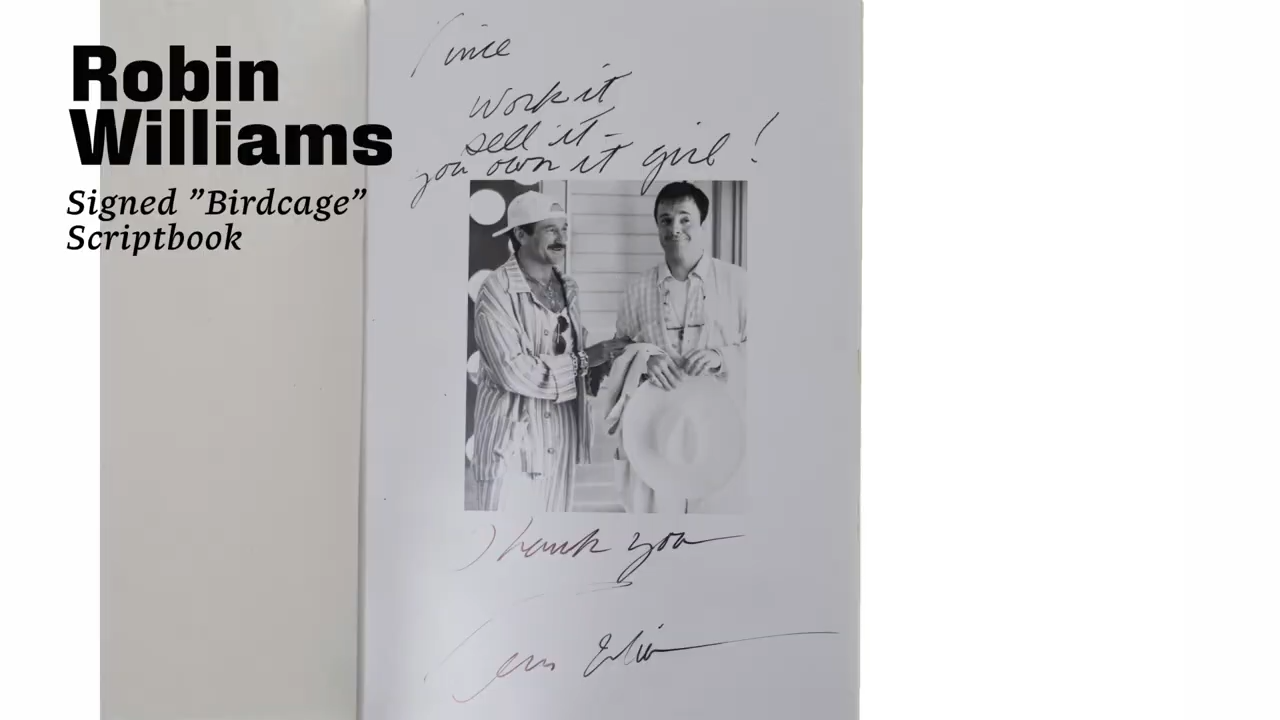 Robin
Williams
Signed ”Birdcage”
Scriptbook
Vince
Work it
sell it –
you own it girl !
Thank you